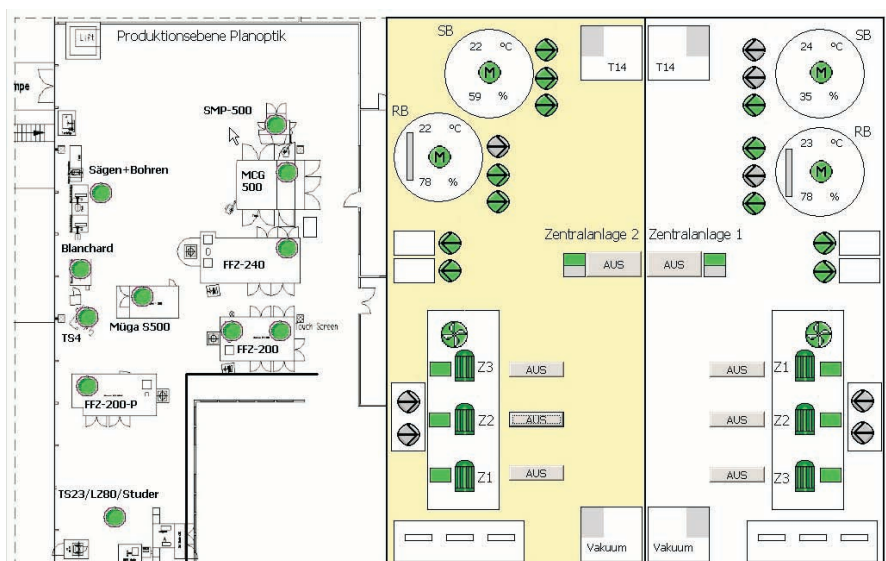 Lift
Produktionsebene Planoptik
mpe
SMP-500
Sägen+Bohren
MCG
500
Blanchard
FFZ-240
TS4
Müga S500
Touch Screen
FFZ-200
FFZ-200-P
TS23/LZ80/Studer
SB
22 °C
M
59 %
T14
RB
22 °C
M
78 %
Zentralanlage 2
AUS
Z3
AUS
Z2
AUS
Z1
AUS
Vakuum
T14
SB
24 °C
M
35 %
RB
23 °C
M
78 %
Zentralanlage 1
AUS
AUS
Z1
AUS
Z2
AUS
Z3
Vakuum